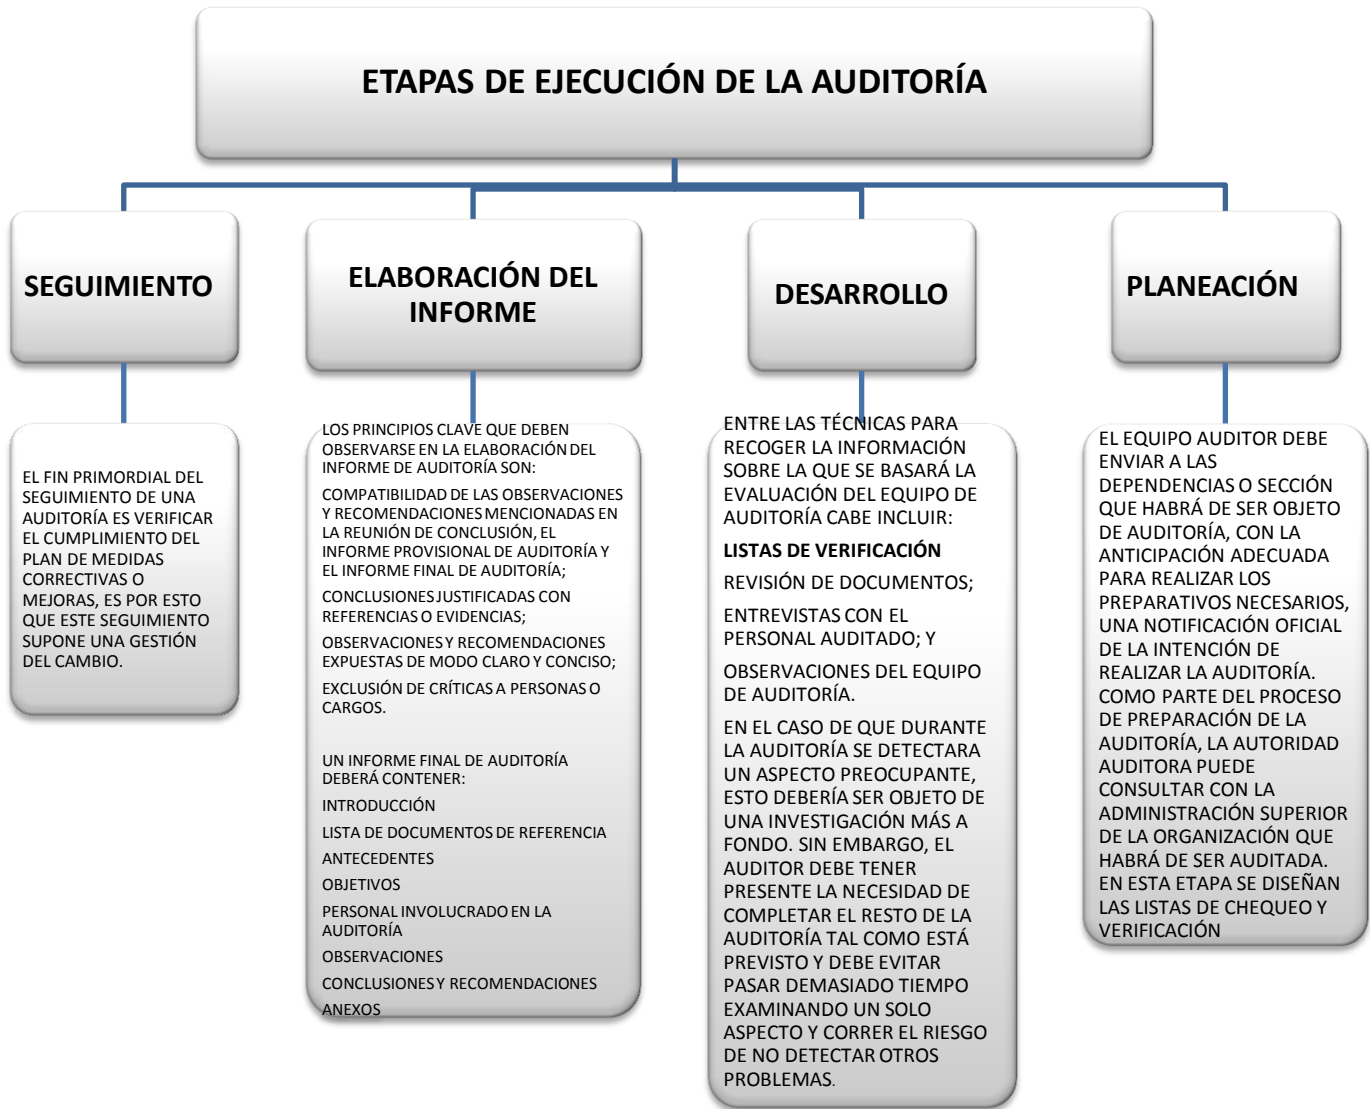 ETAPAS DE EJECUCIÓN DE LA AUDITORÍA
SEGUIMIENTO
EL FIN PRIMORDIAL DEL
SEGUIMIENTO DE UNA
AUDITORÍA ES VERIFICAR
EL CUMPLIMIENTO DEL
PLAN DE MEDIDAS
CORRECTIVAS O
MEJORAS, ES POR ESTO
QUE ESTE SEGUIMIENTO
SUPONE UNA GESTIÓN
DEL CAMBIO.
ELABORACIÓN DEL
INFORME
LOS PRINCIPIOS CLAVE QUE DEBEN
OBSERVARSE EN LA ELABORACIÓN DEL
INFORME DE AUDITORÍA SON:
COMPATIBILIDAD DE LAS OBSERVACIONES
Y RECOMENDACIONES MENCIONADAS EN
LA REUNIÓN DE CONCLUSIÓN, EL
INFORME PROVISIONAL DE AUDITORÍA Y
EL INFORME FINAL DE AUDITORÍA;
CONCLUSIONES JUSTIFICADAS CON
REFERENCIAS O EVIDENCIAS;
OBSERVACIONES Y RECOMENDACIONES
EXPUESTAS DE MODO CLARO Y CONCISO;
EXCLUSIÓN DE CRÍTICAS A PERSONAS O
CARGOS.
UN INFORME FINAL DE AUDITORÍA
DEBERÁ CONTENER:
INTRODUCCIÓN
LISTA DE DOCUMENTOS DE REFERENCIA
ANTECEDENTES
OBJETIVOS
PERSONAL INVOLUCRADO EN LA
AUDITORÍA
OBSERVACIONES
CONCLUSIONES Y RECOMENDACIONES
ANEXOS
DESARROLLO
ENTRE LAS TÉCNICAS PARA
RECOGER LA INFORMACIÓN
SOBRE LA QUE SE BASARÁ LA
EVALUACIÓN DEL EQUIPO DE
AUDITORÍA CABE INCLUIR:
LISTAS DE VERIFICACIÓN
REVISIÓN DE DOCUMENTOS;
ENTREVISTAS CON EL
PERSONAL AUDITADO; Y
OBSERVACIONES DEL EQUIPO
DE AUDITORÍA.
EN EL CASO DE QUE DURANTE
LA AUDITORÍA SE DETECTARA
UN ASPECTO PREOCUPANTE,
ESTO DEBERÍA SER OBJETO DE
UNA INVESTIGACIÓN MÁS A
FONDO. SIN EMBARGO, EL
AUDITOR DEBE TENER
PRESENTE LA NECESIDAD DE
COMPLETAR EL RESTO DE LA
AUDITORÍA TAL COMO ESTÁ
PREVISTO Y DEBE EVITAR
PASAR DEMASIADO TIEMPO
EXAMINANDO UN SOLO
ASPECTO Y CORRER EL RIESGO
DE NO DETECTAR OTROS
PROBLEMAS.
PLANEACIÓN
EL EQUIPO AUDITOR DEBE
ENVIAR A LAS
DEPENDENCIAS O SECCIÓN
QUE HABRÁ DE SER OBJETO
DE AUDITORÍA, CON LA
ANTICIPACIÓN ADECUADA
PARA REALIZAR LOS
PREPARATIVOS NECESARIOS,
UNA NOTIFICACIÓN OFICIAL
DE LA INTENCIÓN DE
REALIZAR LA AUDITORÍA.
COMO PARTE DEL PROCESO
DE PREPARACIÓN DE LA
AUDITORÍA, LA AUTORIDAD
AUDITORA PUEDE
CONSULTAR CON LA
ADMINISTRACIÓN SUPERIOR
DE LA ORGANIZACIÓN QUE
HABRÁ DE SER AUDITADA.
EN ESTA ETAPA SE DISEÑAN
LAS LISTAS DE CHEQUEO Y
VERIFICACIÓN